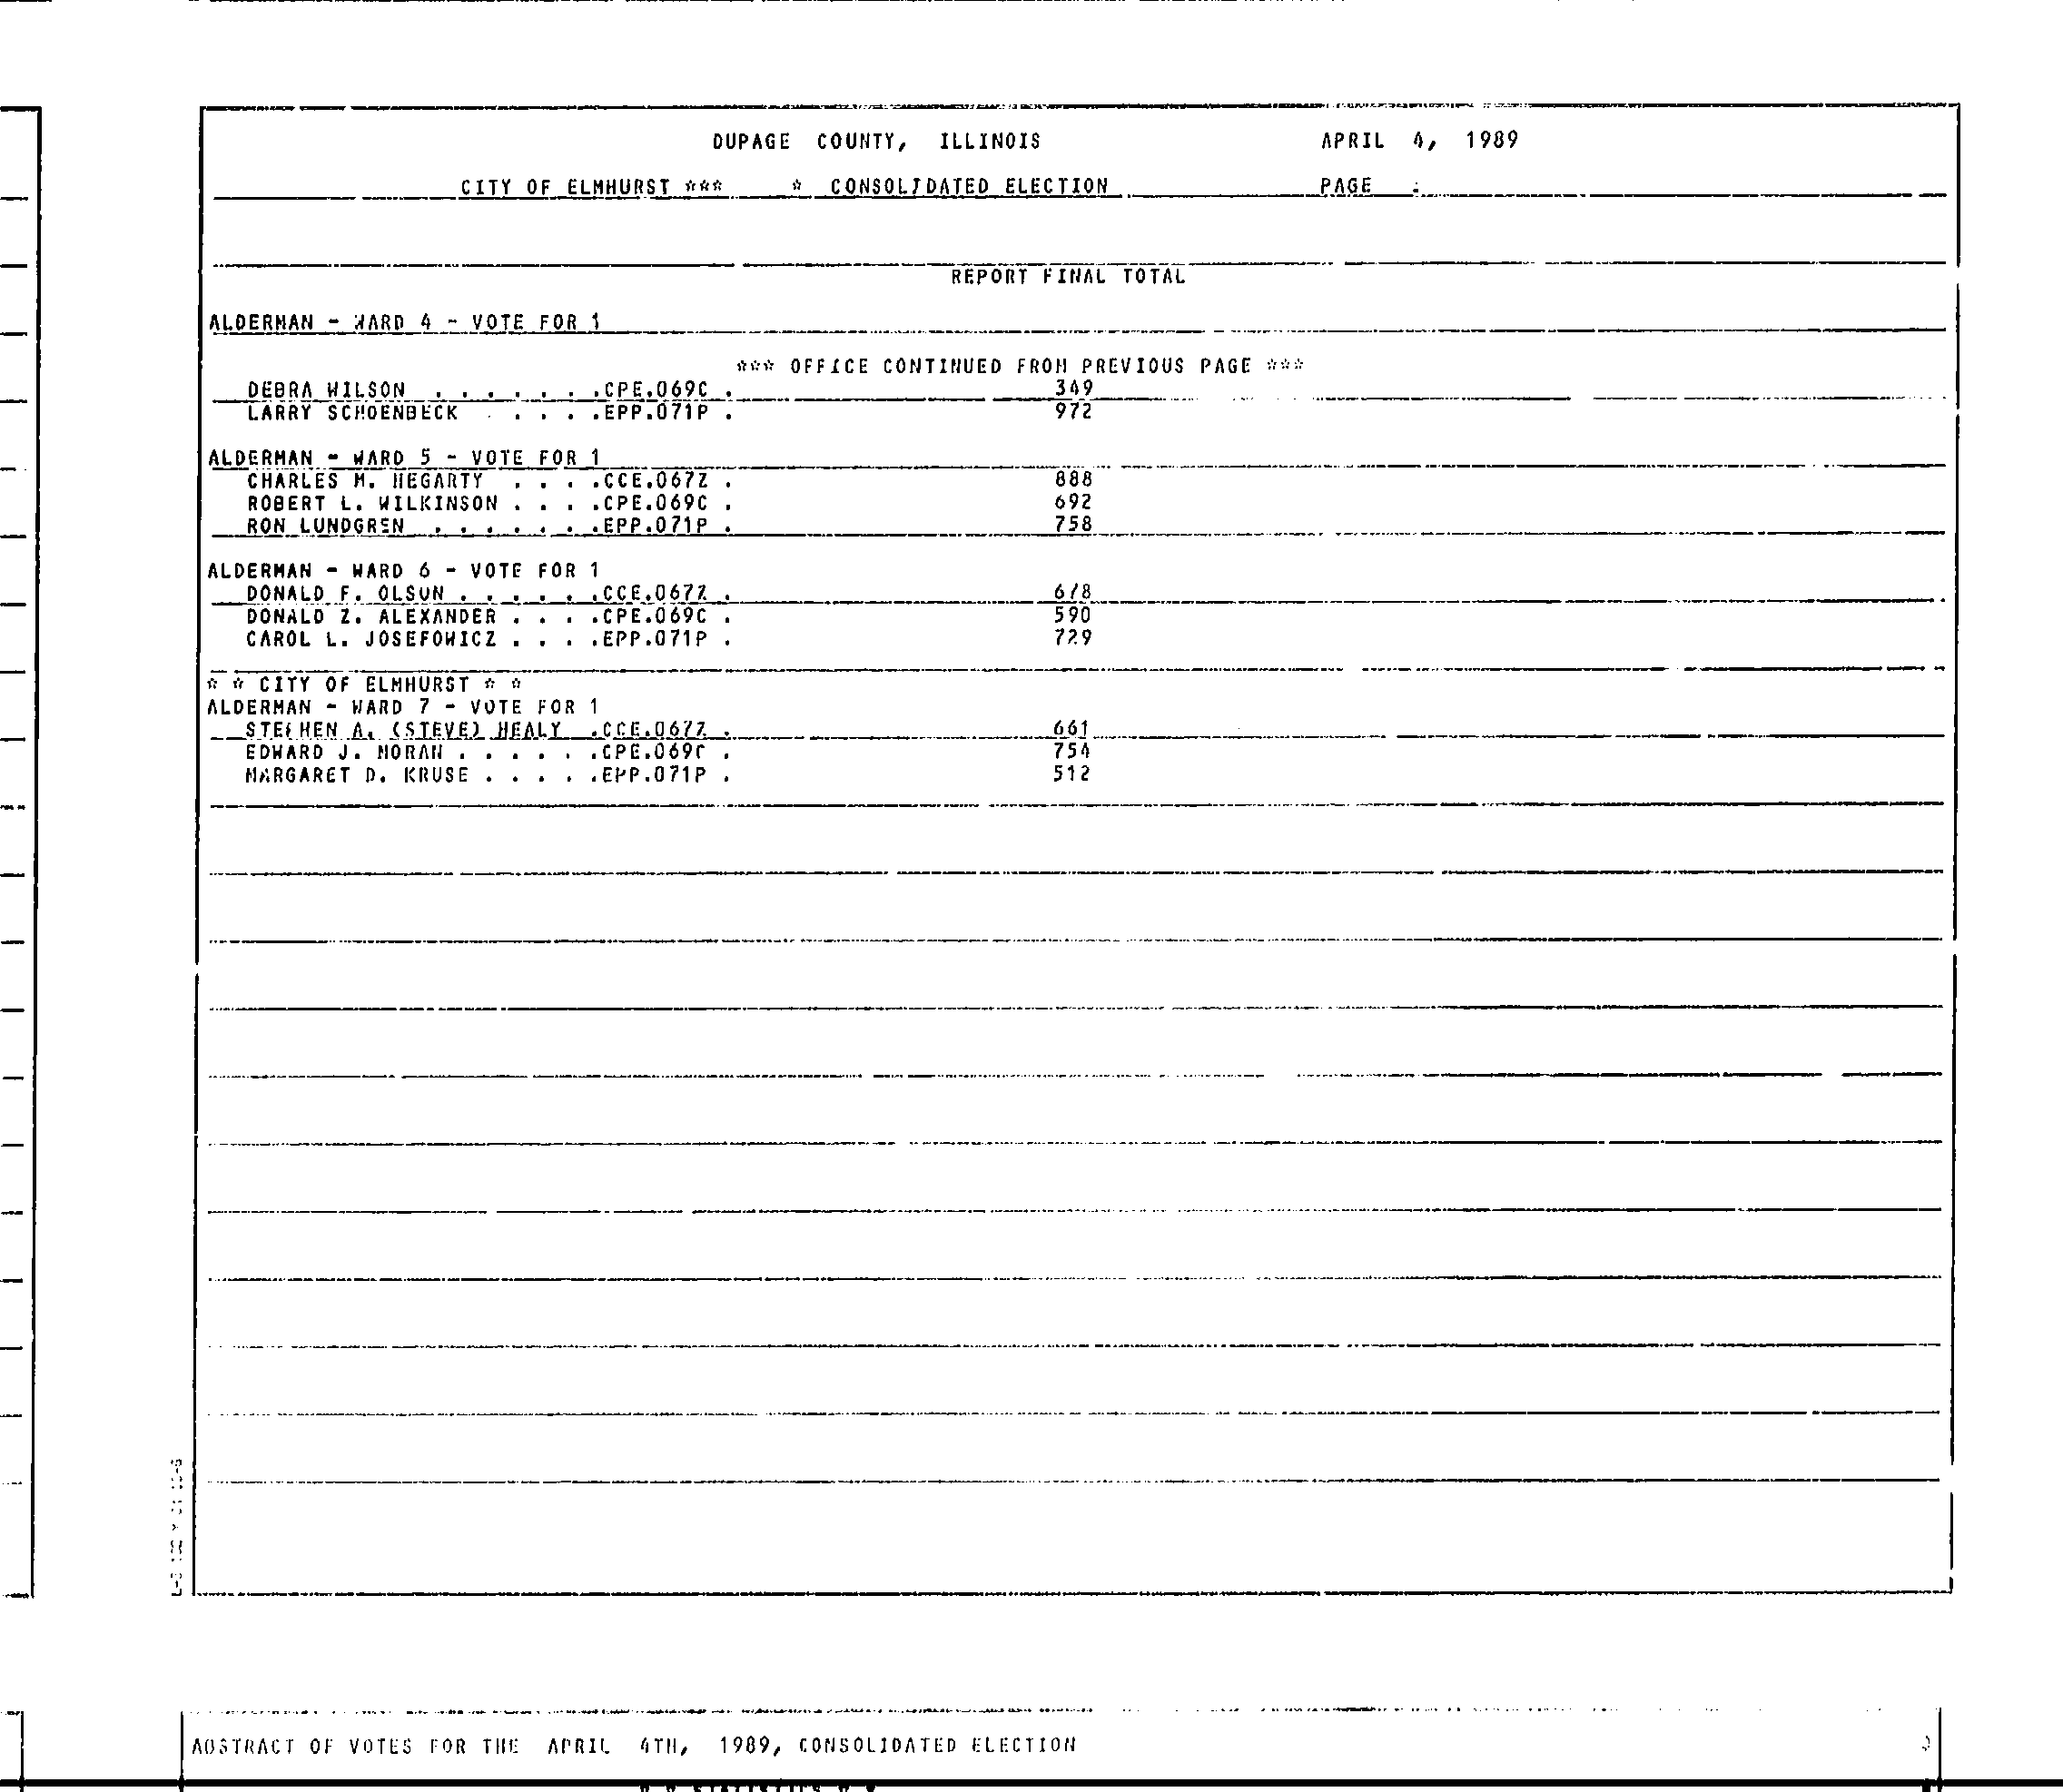 DUPAGE COUNTY, ILLINOIS APRIL 4, 1989
CITY OF ELMHURST *** * CONSOLIDATED ELECTION PAGE
REPORT FINAL TOTAL
ALDERMAN - WARD 4 - VOTE FOR 1
*** OFFICE CONTINUED FROM PREVIOUS PAGE ***
DEBRA WILSON . . . . . . .CPE.069C . 349
LARRY SCHOENBECK . . . . .EPP.071P . 972
ALDERMAN - WARD 5 - VOTE FOR 1
CHARLES M. HEGARTY . . . .CCE.067Z . 888
ROBERT L. WILKINSON . . . .CPE.069C . 692
RON LUNDGREN . . . . . . .EPP.071P . 758
ALDERMAN - WARD 6 - VOTE FOR 1
DONALD F. OLSON . . . . . .CCE.067Z . 678
DONALD Z. ALEXANDER . . . .CPE.069C . 590
CAROL L. JOSEFOWICZ . . . .EPP.071P . 729
* * CITY OF ELMHURST * *
ALDERMAN - WARD 7 - VOTE FOR 1
STEPHEN A. (STEVE) HEALY .CCE.067Z . 661
EDWARD J. MORAN . . . . . .CPE.069C . 754
MARGARET D. KRUSE . . . . .EPP.071P . 512
ABSTRACT OF VOTES FOR THE APRIL 4TH, 1989, CONSOLIDATED ELECTION